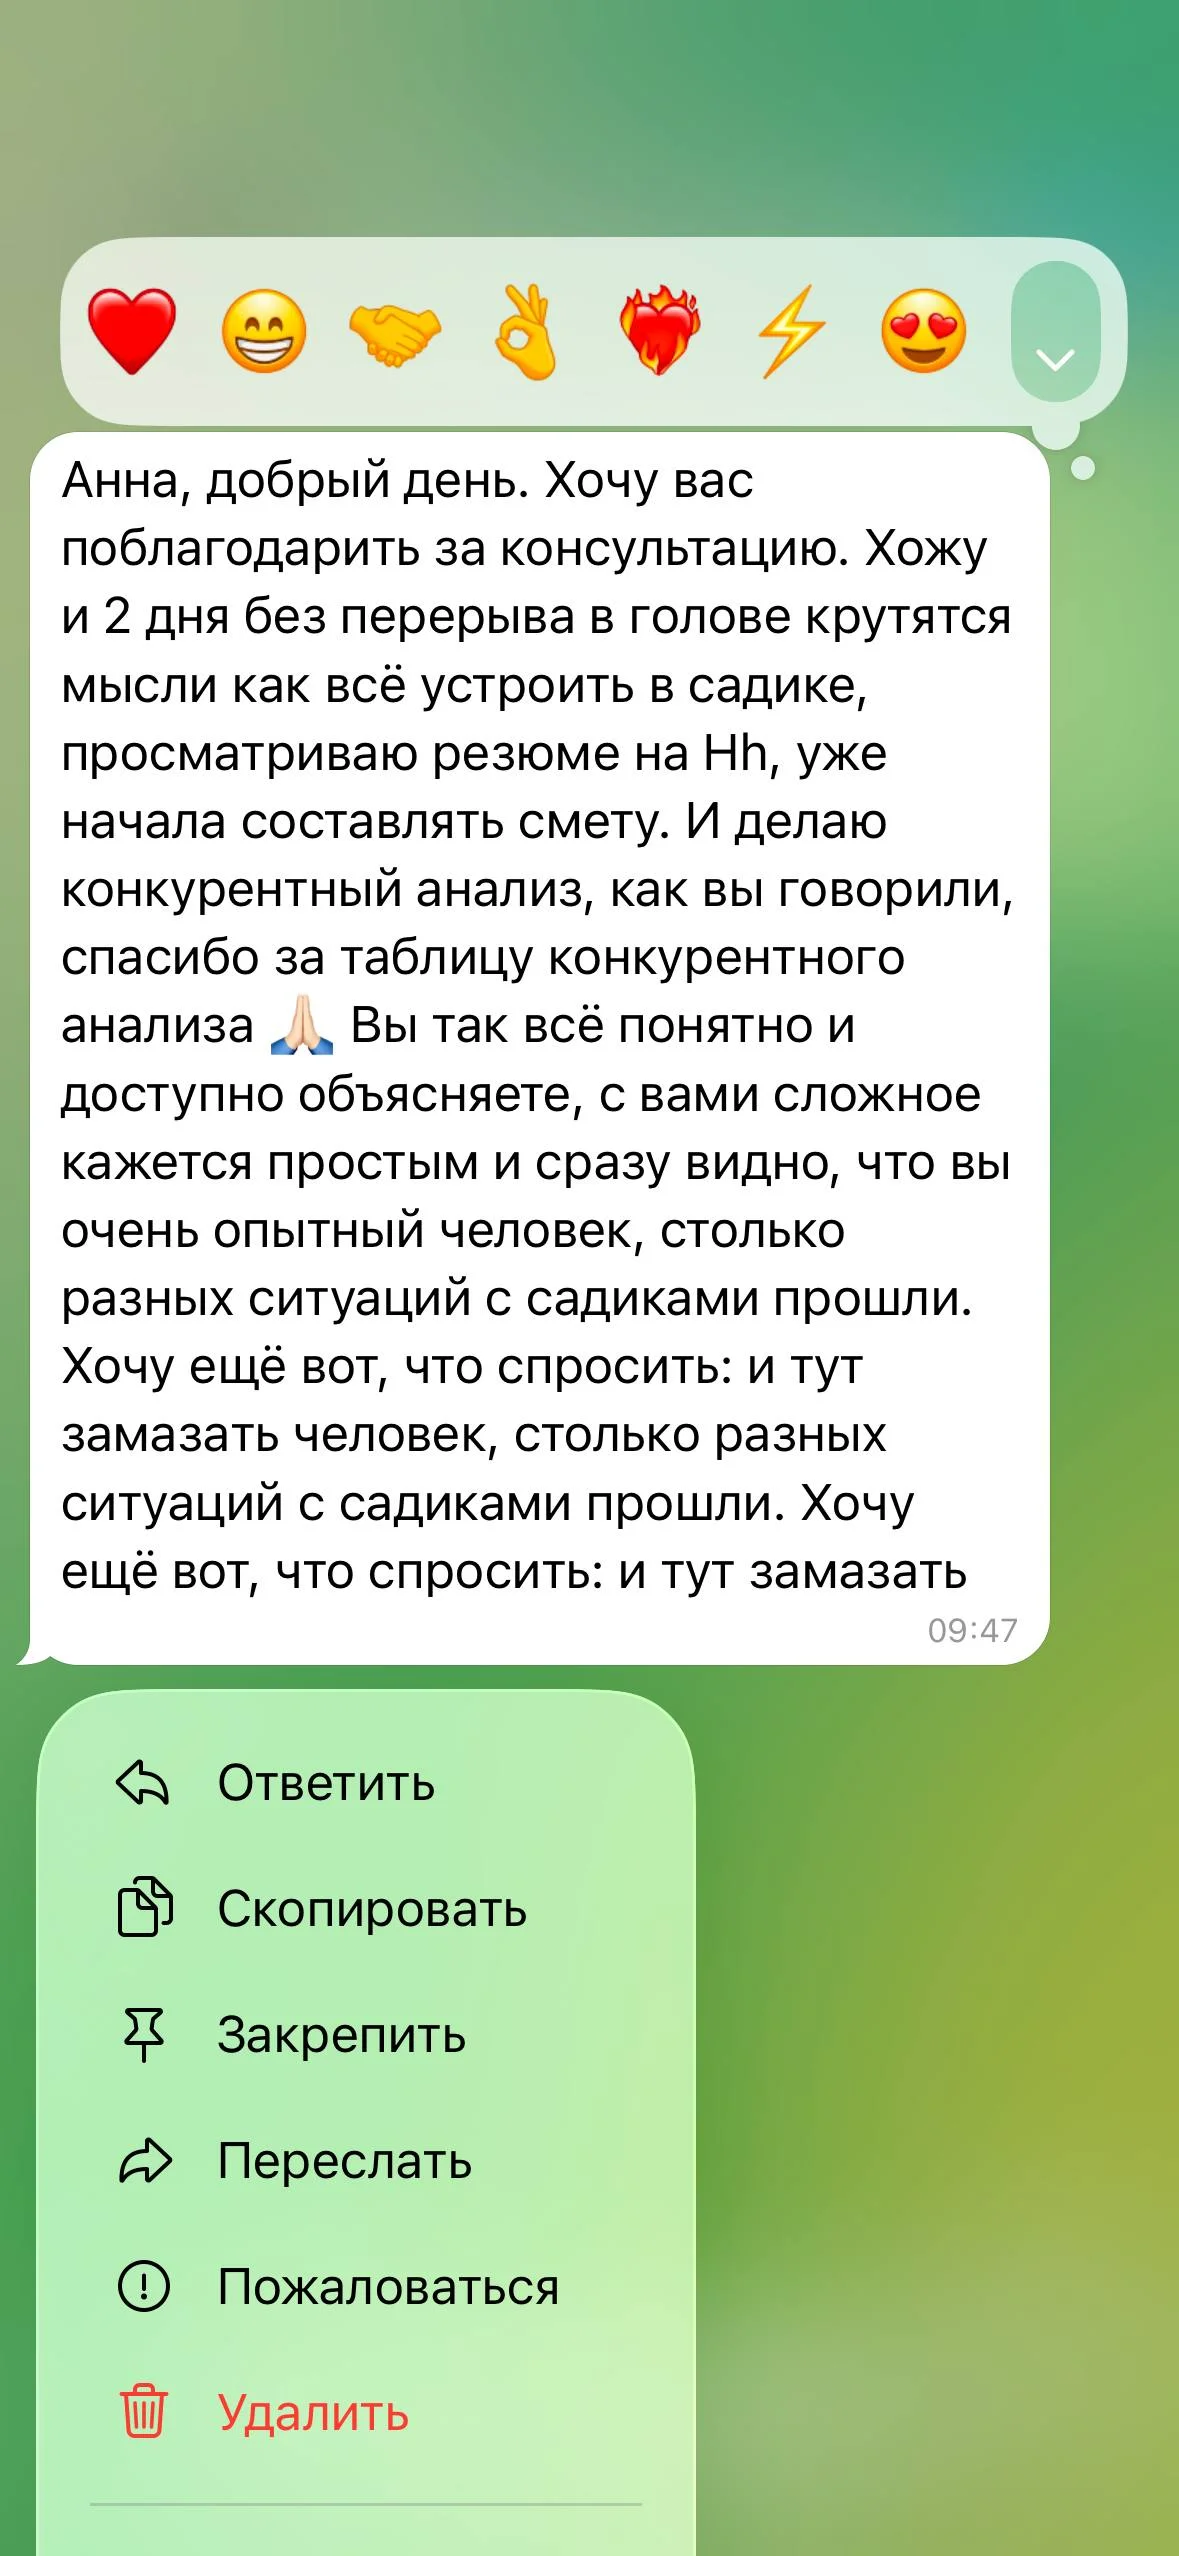 Анна, добрый день. Хочу вас
поблагодарить за консультацию. Хожу
и 2 дня без перерыва в голове крутятся
мысли как всё устроить в садике,
просматриваю резюме на Hh, уже
начала составлять смету. И делаю
конкурентный анализ, как вы говорили,
спасибо за таблицу конкурентного
анализа 🙏🏻 Вы так всё понятно и
доступно объясняете, с вами сложное
кажется простым и сразу видно, что вы
очень опытный человек, столько
разных ситуаций с садиками прошли.
Хочу ещё вот, что спросить: и тут
замазать человек, столько разных
ситуаций с садиками прошли. Хочу
ещё вот, что спросить: и тут замазать
09:47
Ответить
Скопировать
Закрепить
Переслать
Пожаловаться
Удалить